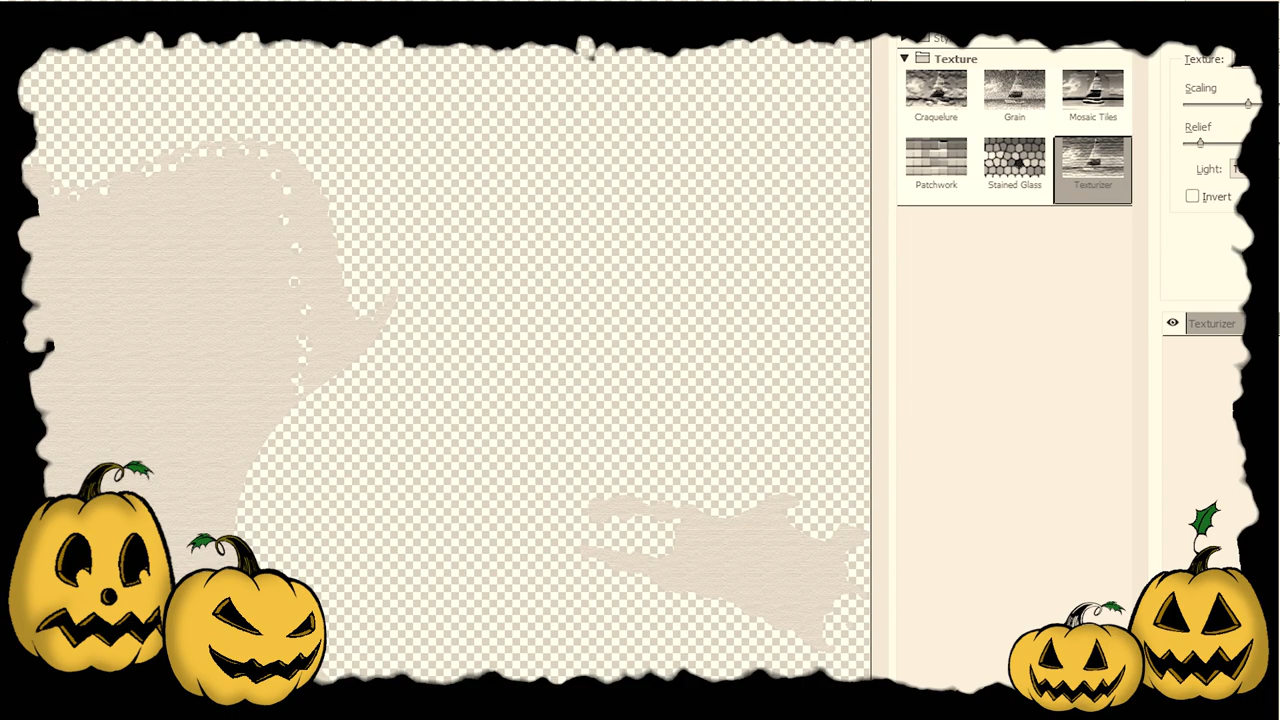 Texture
Craquelure
Grain
Mosaic Tiles
Patchwork
Stained Glass
Texturizer
Texture:
Scaling
Relief
Light:
Invert
Texturizer